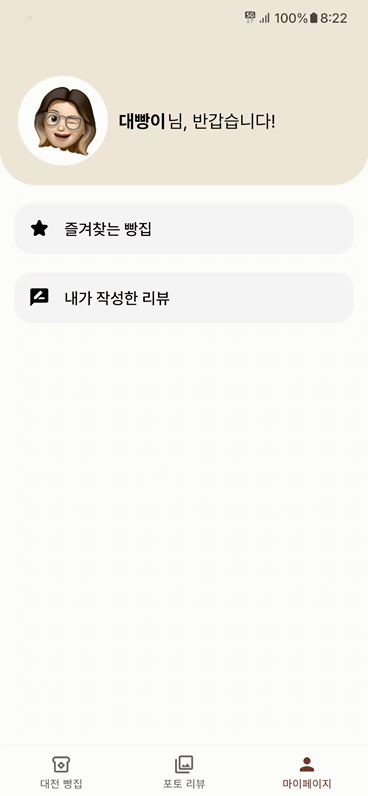 5G 100% 8:22
대빵이님, 반갑습니다!
즐겨찾는 빵집
내가 작성한 리뷰
대전 빵집
포토 리뷰
마이페이지